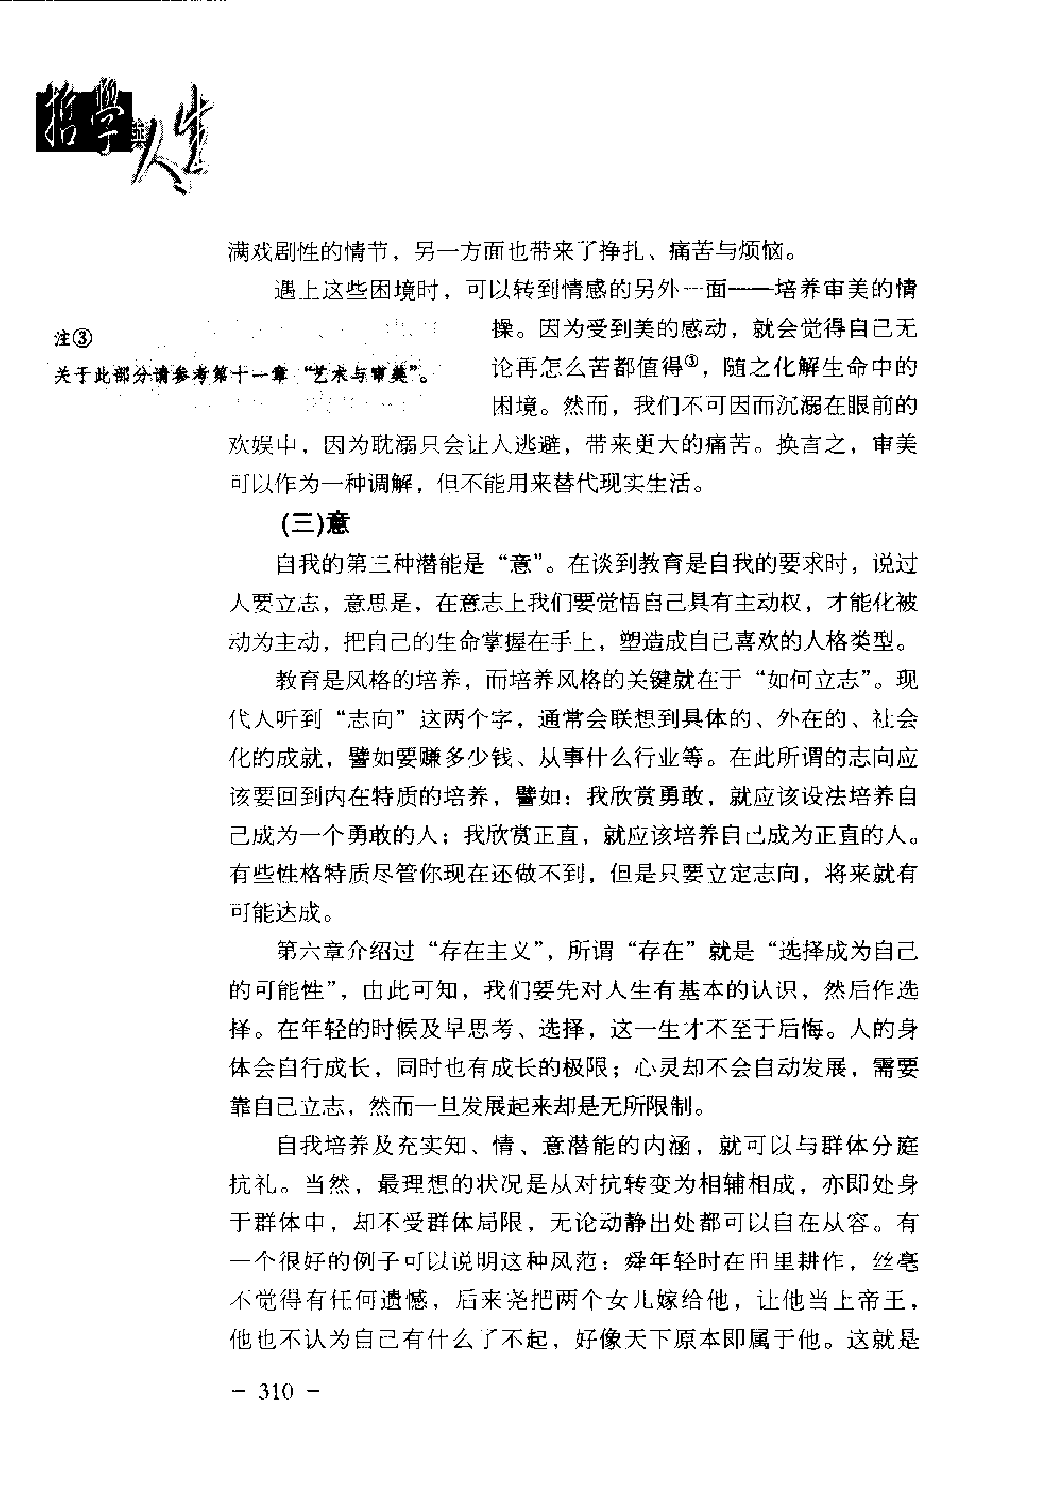 哲學與人生
满戏剧性的情节，另一方面也带来了挣扎、痛苦与烦恼。
遇上这些困境时，可以转到情感的另外一面——培养审美的情
操。因为受到美的感动，就会觉得自己无
注③
论再怎么苦都值得③，随之化解生命中的
关于此部分请参考第十一章“艺术与审美”。
困境。然而，我们不可因而沉溺在眼前的
欢娱中，因为耽溺只会让人逃避，带来更大的痛苦。换言之，审美
可以作为一种调解，但不能用来替代现实生活。
(三)意
自我的第三种潜能是“意”。在谈到教育是自我的要求时，说过
人要立志，意思是，在意志上我们要觉悟自己具有主动权，才能化被
动为主动，把自己的生命掌握在手上，塑造成自己喜欢的人格类型。
教育是风格的培养，而培养风格的关键就在于“如何立志”。现
代人听到“志向”这两个字，通常会联想到具体的、外在的、社会
化的成就，譬如要赚多少钱、从事什么行业等。在此所谓的志向应
该要回到内在特质的培养，譬如：我欣赏勇敢，就应该设法培养自
己成为一个勇敢的人；我欣赏正直，就应该培养自己成为正直的人。
有些性格特质尽管你现在还做不到，但是只要立定志向，将来就有
可能达成。
第六章介绍过“存在主义”，所谓“存在”就是“选择成为自己
的可能性”，由此可知，我们要先对人生有基本的认识，然后作选
择。在年轻的时候及早思考、选择，这一生才不至于后悔。人的身
体会自行成长，同时也有成长的极限；心灵却不会自动发展，需要
靠自己立志，然而一旦发展起来却是无所限制。
自我培养及充实知、情、意潜能的内涵，就可以与群体分庭
抗礼。当然，最理想的状况是从对抗转变为相辅相成，亦即处身
于群体中，却不受群体局限，无论动静出处都可以自在从容。有
一个很好的例子可以说明这种风范：舜年轻时在田里耕作，丝毫
不觉得有任何遗憾，后来尧把两个女儿嫁给他，让他当上帝王，
他也不认为自己有什么了不起，好像天下原本即属于他。这就是
- 310 -